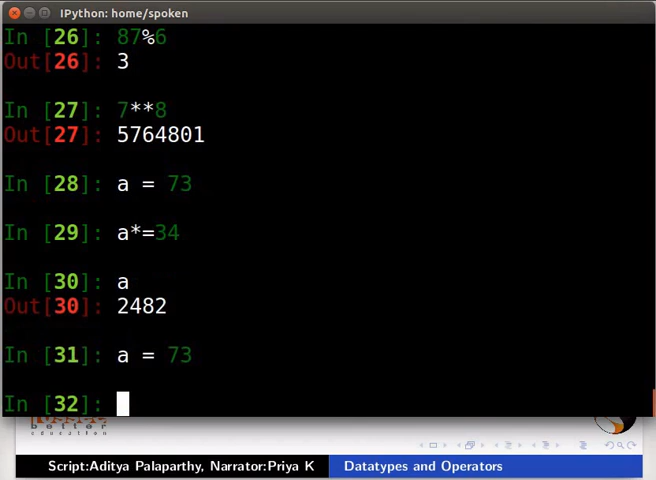 IPython: home/spoken
In [26]: 87%6
Out[26]: 3
In [27]: 7**8
Out[27]: 5764801
In [28]: a = 73
In [29]: a*=34
In [30]: a
Out[30]: 2482
In [31]: a = 73
In [32]:
better
education
Script:Aditya Palaparthy, Narrator:Priya K Datatypes and Operators